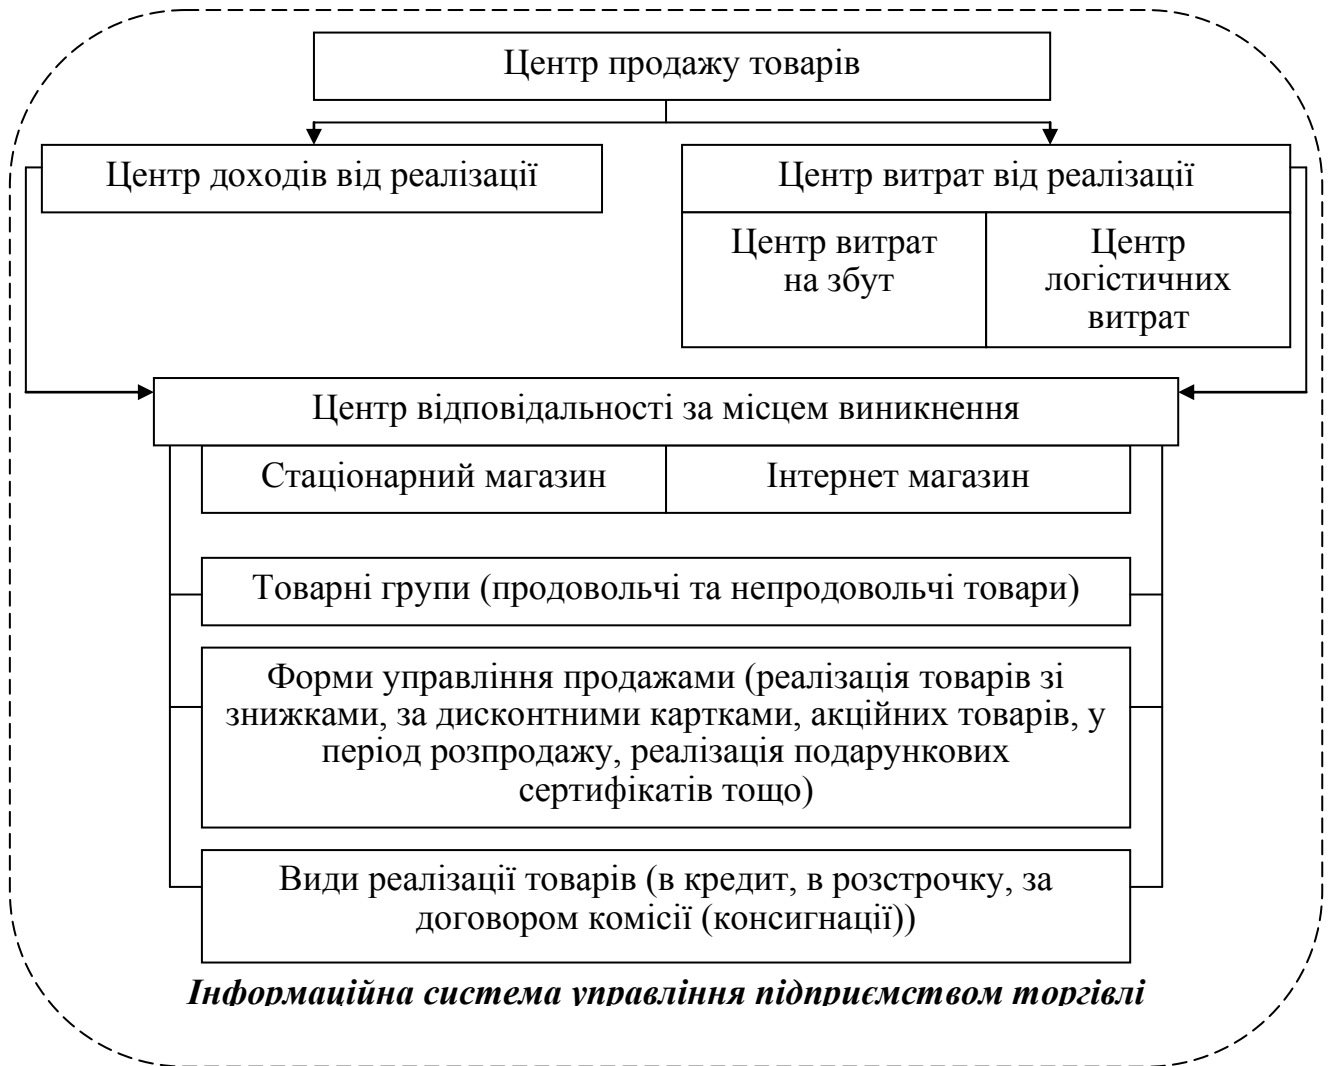 Центр продажу товарів
Центр доходів від реалізації
Центр витрат від реалізації
Центр витрат
на збут
Центр
логістичних
витрат
Центр відповідальності за місцем виникнення
Стаціонарний магазин
Інтернет магазин
Товарні групи (продовольчі та непродовольчі товари)
Форми управління продажами (реалізація товарів зі
знижками, за дисконтними картками, акційних товарів, у
період розпродажу, реалізація подарункових
сертифікатів тощо)
Види реалізації товарів (в кредит, в розстрочку, за
договором комісії (консигнації))
Інформаційна система управління підприємством торгівлі